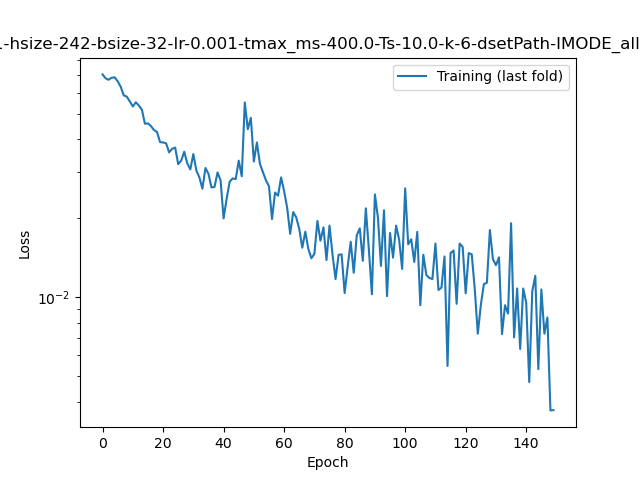 -hsize-242-bsize-32-lr-0.001-tmax_ms-400.0-Ts-10.0-k-6-dsetPath-IMODE_all
Training (last fold)
Loss
10⁻²
0 20 40 60 80 100 120 140
Epoch